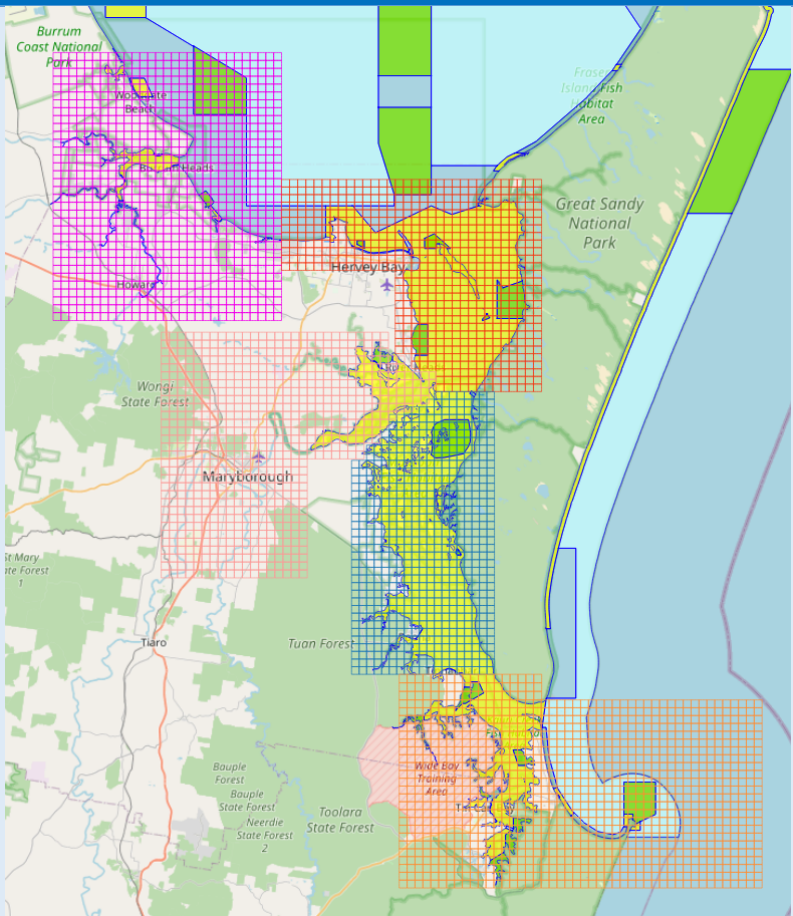 Burrum
Coast National
Park
Fraser
Island Fish
Habitat
Area
Beach
Heads
Great Sandy
National
Park
Hervey Bay
Howard
Wongi
State Forest
Maryborough
St Mary
State Forest
1
Tiaro
Tuan Forest
Bauple
Forest
Bauple
State Forest
Neerdie
State Forest
2
Wide Bay
Training
Area
Toolara
State Forest